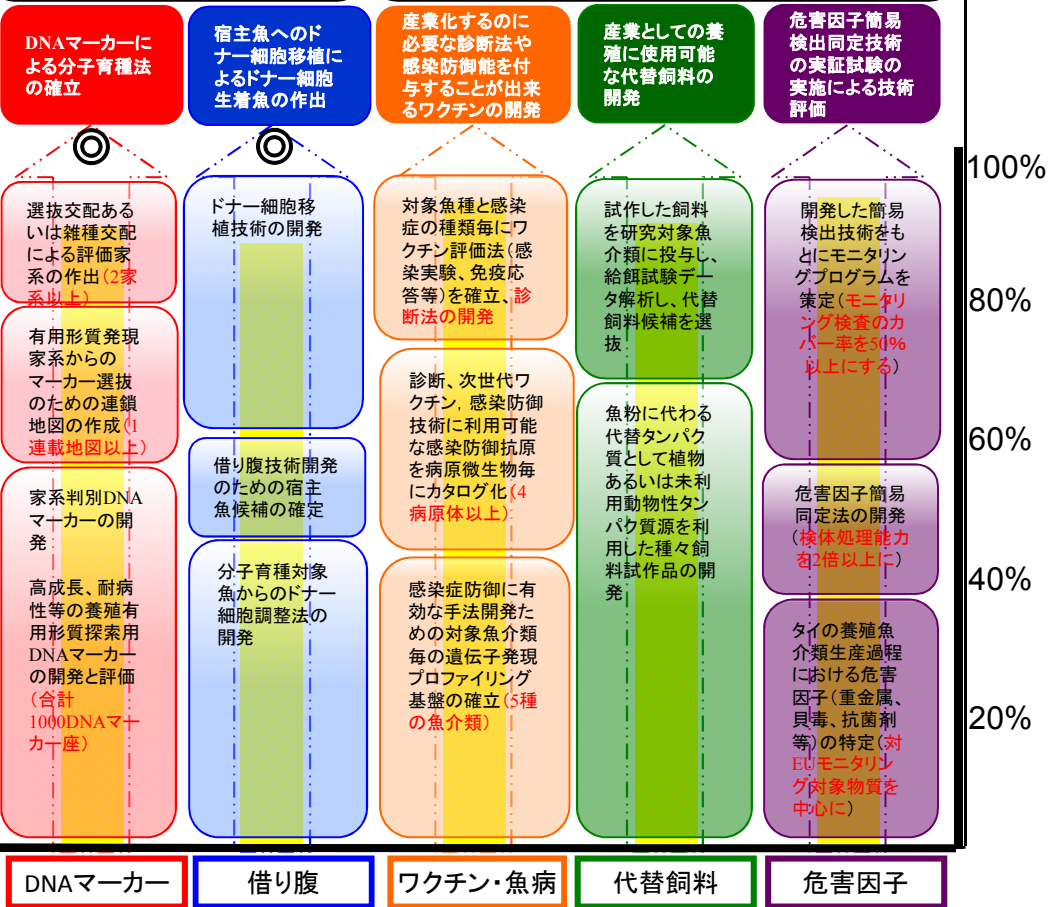 DNAマーカーに
よる分子育種法
の確立
宿主魚へのド
ナー細胞移植に
よるドナー細胞
生着魚の作出
産業化するのに
必要な診断法や
感染防御能を付
与することが出来
るワクチンの開発
産業としての養
殖に使用可能
な代替飼料の
開発
危害因子簡易
検出同定技術
の実証試験の
実施による技術
評価
◎
◎
選抜交配ある
いは雑種交配
による評価家
系の作出(2家
系以上)
有用形質発現
家系からの
マーカー選抜
のための連鎖
地図の作成(1
連載地図以上)
家系判別DNA
マーカーの開
発
高成長、耐病
性等の養殖有
用形質探索用
DNAマーカー
の開発と評価
(合計
1000DNAマー
カー座)
ドナー細胞移
植技術の開発
借り腹技術開発
のための宿主
魚候補の確定
分子育種対象
魚からのドナー
細胞調整法の
開発
対象魚種と感染
症の種類毎にワ
クチン評価法(感
染実験、免疫応
答等)を確立、診
断法の開発
診断、次世代ワ
クチン, 感染防御
技術に利用可能
な感染防御抗原
を病原微生物毎
にカタログ化(4
病原体以上)
感染症防御に有
効な手法開発た
めの対象魚介類
毎の遺伝子発現
プロファイリング
基盤の確立(5種
の魚介類)
試作した飼料
を研究対象魚
介類に投与し、
給餌試験デー
タ解析し、代替
飼料候補を選
抜
魚粉に代わる
代替タンパク
質として植物
あるいは未利
用動物性タン
パク質源を利
用した種々飼
料試作品の開
発
開発した簡易
検出技術をも
とにモニタリン
グプログラムを
策定(モニタリ
ング検査のカ
バー率を50%
以上にする)
危害因子簡易
同定法の開発
(検体処理能力
を2倍以上に)
タイの養殖魚
介類生産過程
における危害
因子(重金属、
貝毒、抗菌剤
等)の特定(対
EUモニタリン
グ対象物質を
中心に)
100%
80%
60%
40%
20%
DNAマーカー
借り腹
ワクチン・魚病
代替飼料
危害因子